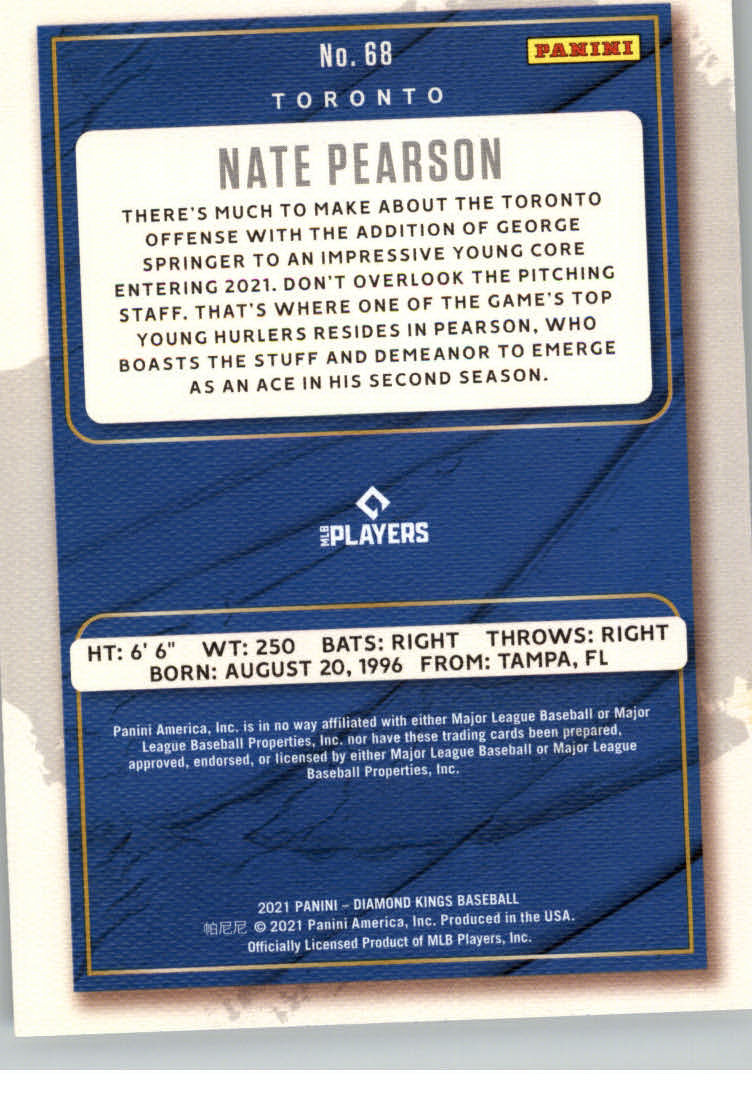 No. 68
PANINI
TORONTO
NATE PEARSON
THERE'S MUCH TO MAKE ABOUT THE TORONTO
OFFENSE WITH THE ADDITION OF GEORGE
SPRINGER TO AN IMPRESSIVE YOUNG CORE
ENTERING 2021. DON'T OVERLOOK THE PITCHING
STAFF. THAT'S WHERE ONE OF THE GAME'S TOP
YOUNG HURLERS RESIDES IN PEARSON, WHO
BOASTS THE STUFF AND DEMEANOR TO EMERGE
AS AN ACE IN HIS SECOND SEASON.
MLB PLAYERS
HT: 6' 6" WT: 250 BATS: RIGHT THROWS: RIGHT
BORN: AUGUST 20, 1996 FROM: TAMPA, FL
Panini America, Inc. is in no way affiliated with either Major League Baseball or Major
League Baseball Properties, Inc. nor have these trading cards been prepared,
approved, endorsed, or licensed by either Major League Baseball or Major League
Baseball Properties, Inc.
2021 PANINI – DIAMOND KINGS BASEBALL
帕尼尼 © 2021 Panini America, Inc. Produced in the USA.
Officially Licensed Product of MLB Players, Inc.